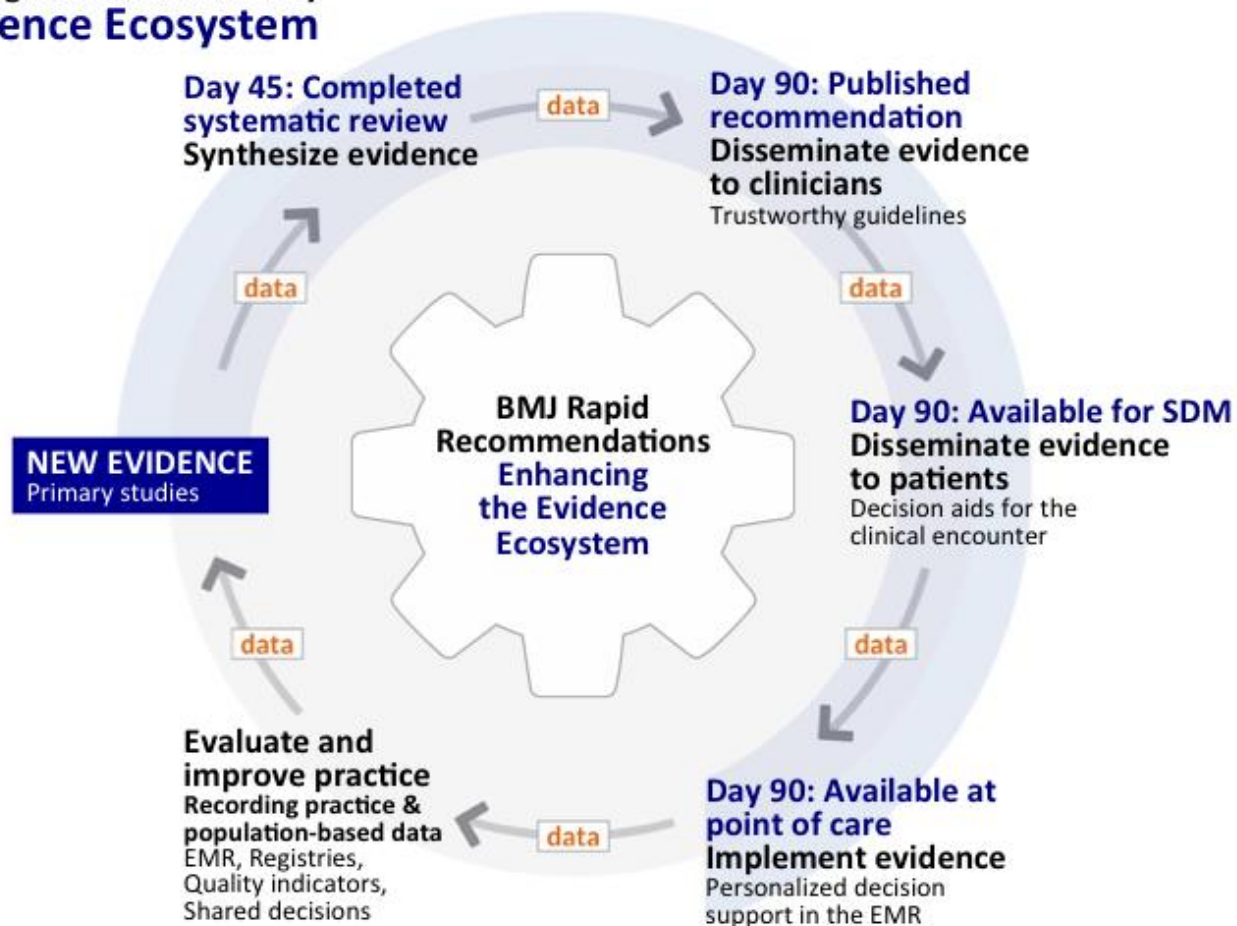 ence Ecosystem
Day 45: Completed
systematic review
Synthesize evidence
data
Day 90: Published
recommendation
Disseminate evidence
to clinicians
Trustworthy guidelines
data
data
BMJ Rapid
Recommendations
Enhancing
the Evidence
Ecosystem
Day 90: Available for SDM
Disseminate evidence
to patients
Decision aids for the
clinical encounter
NEW EVIDENCE
Primary studies
data
data
Evaluate and
improve practice
Recording practice &
population-based data
EMR, Registries,
Quality indicators,
Shared decisions
data
Day 90: Available at
point of care
Implement evidence
Personalized decision
support in the EMR